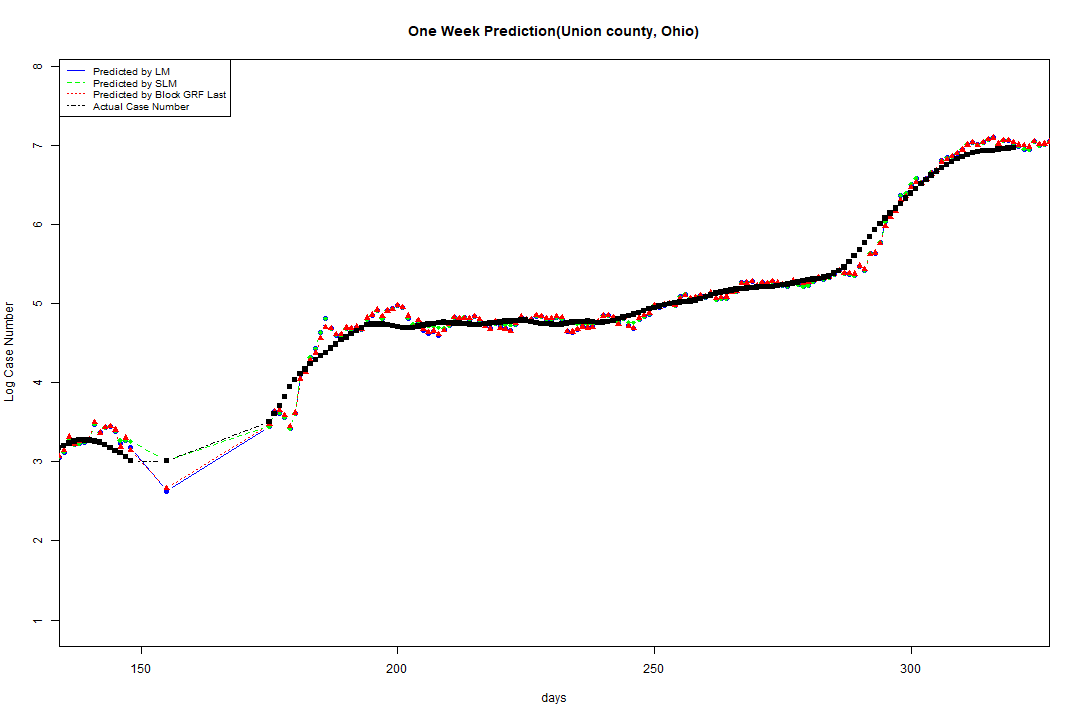 One Week Prediction(Union county, Ohio)
Predicted by LM
Predicted by SLM
Predicted by Block GRF Last
Actual Case Number
8
7
6
5
4
3
2
1
Log Case Number
150 200 250 300
days